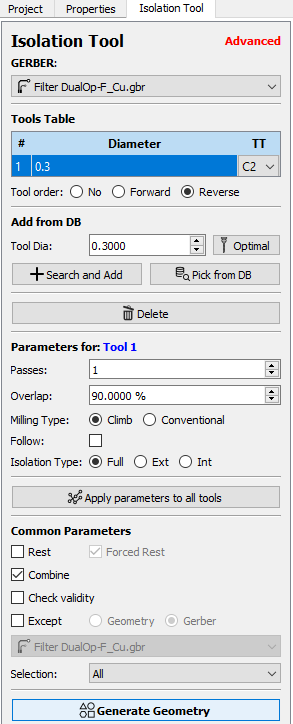 Project Properties Isolation Tool
Isolation Tool Advanced
GERBER:
Filter DualOp-F_Cu.gbr
Tools Table
# Diameter TT
1 0.3 C2
Tool order: No Forward Reverse
Add from DB
Tool Dia: 0.3000 Optimal
Search and Add Pick from DB
Delete
Parameters for: Tool 1
Passes: 1
Overlap: 90.0000 %
Milling Type: Climb Conventional
Follow:
Isolation Type: Full Ext Int
Apply parameters to all tools
Common Parameters
Rest Forced Rest
Combine
Check validity
Except Geometry Gerber
Filter DualOp-F_Cu.gbr
Selection: All
Generate Geometry